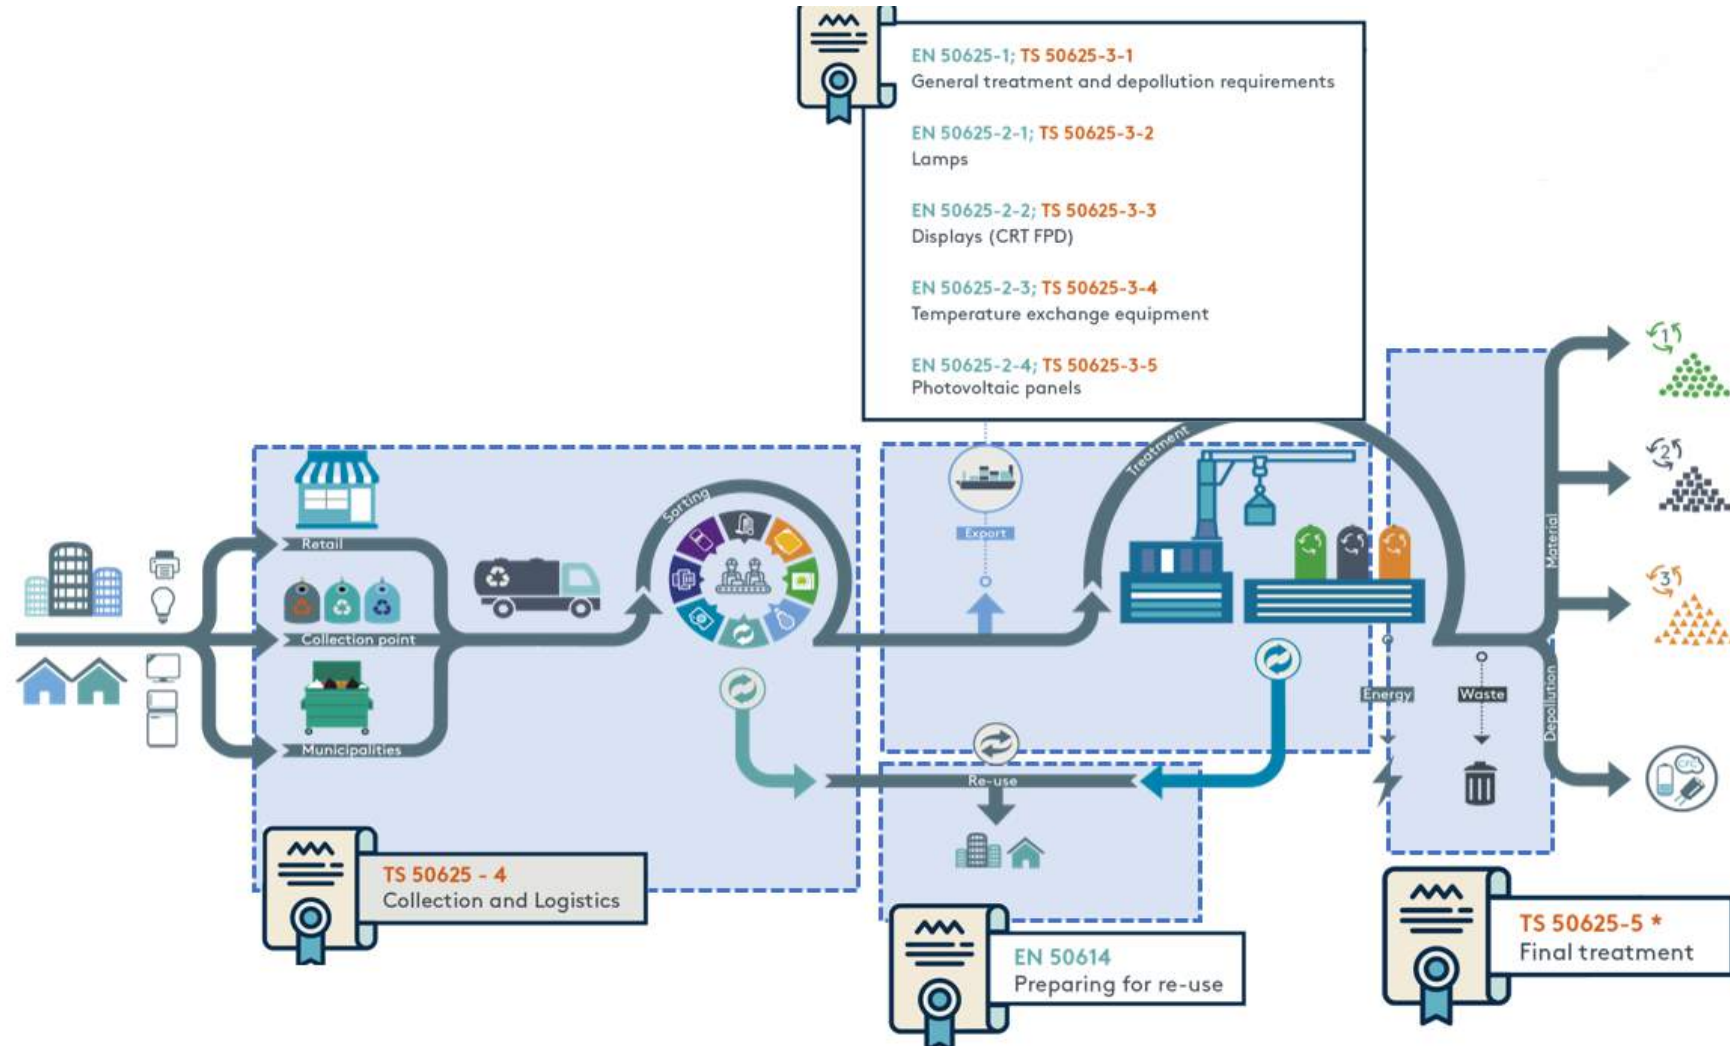 EN 50625-1; TS 50625-3-1
General treatment and depollution requirements
EN 50625-2-1; TS 50625-3-2
Lamps
EN 50625-2-2; TS 50625-3-3
Displays (CRT FPD)
EN 50625-2-3; TS 50625-3-4
Temperature exchange equipment
EN 50625-2-4; TS 50625-3-5
Photovoltaic panels
Retail
Collection point
Municipalities
Sorting
Export
Treatment
Re-use
Energy
Waste
Material
Depollution
1
2
3
CFC
TS 50625 - 4
Collection and Logistics
EN 50614
Preparing for re-use
TS 50625-5 *
Final treatment